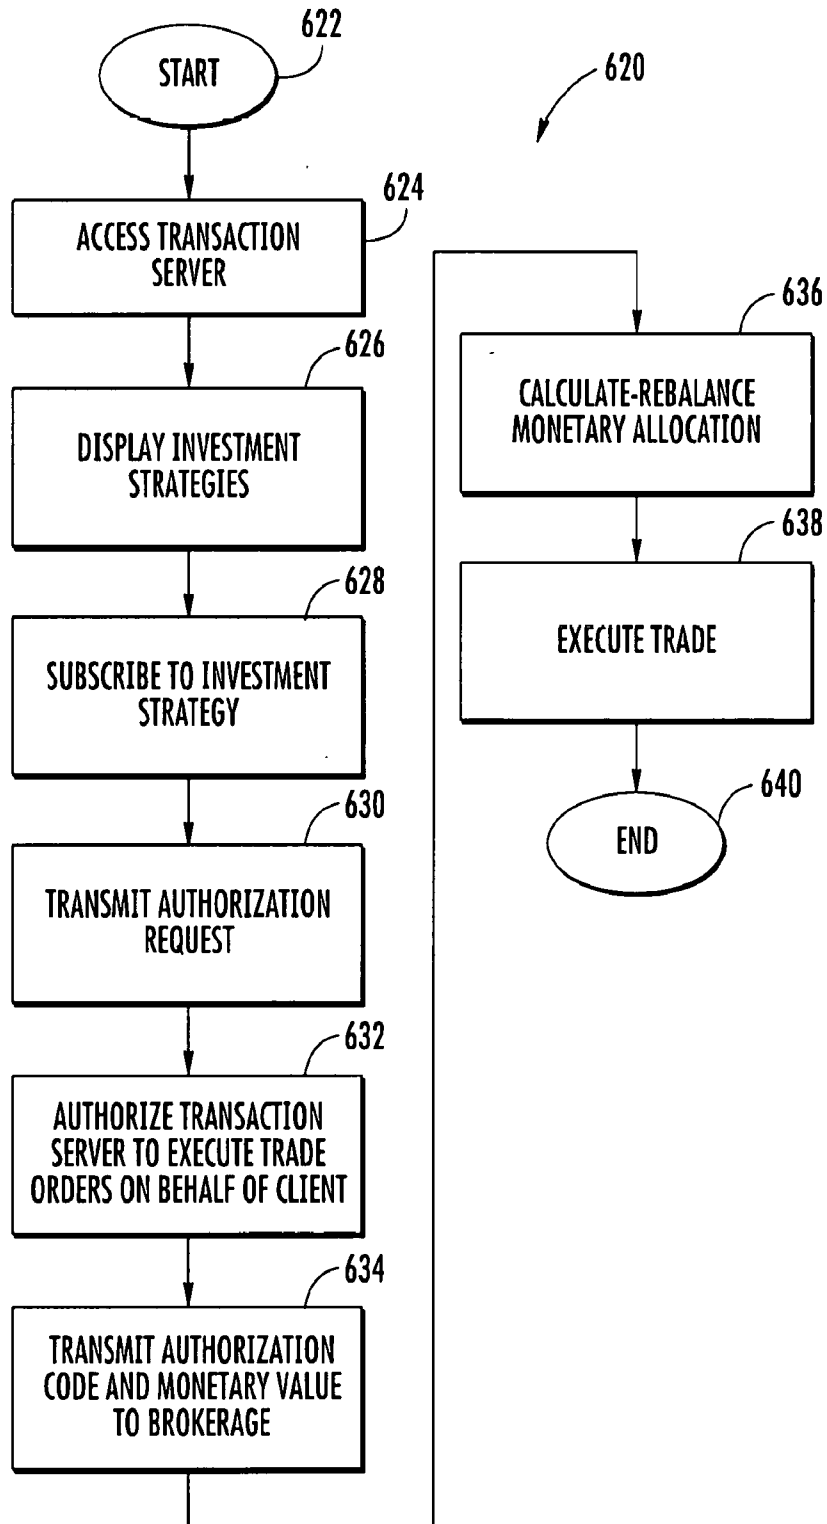 622
START
620
624
ACCESS TRANSACTION
SERVER
626
DISPLAY INVESTMENT
STRATEGIES
628
SUBSCRIBE TO INVESTMENT
STRATEGY
630
TRANSMIT AUTHORIZATION
REQUEST
632
AUTHORIZE TRANSACTION
SERVER TO EXECUTE TRADE
ORDERS ON BEHALF OF CLIENT
634
TRANSMIT AUTHORIZATION
CODE AND MONETARY VALUE
TO BROKERAGE
636
CALCULATE-REBALANCE
MONETARY ALLOCATION
638
EXECUTE TRADE
640
END